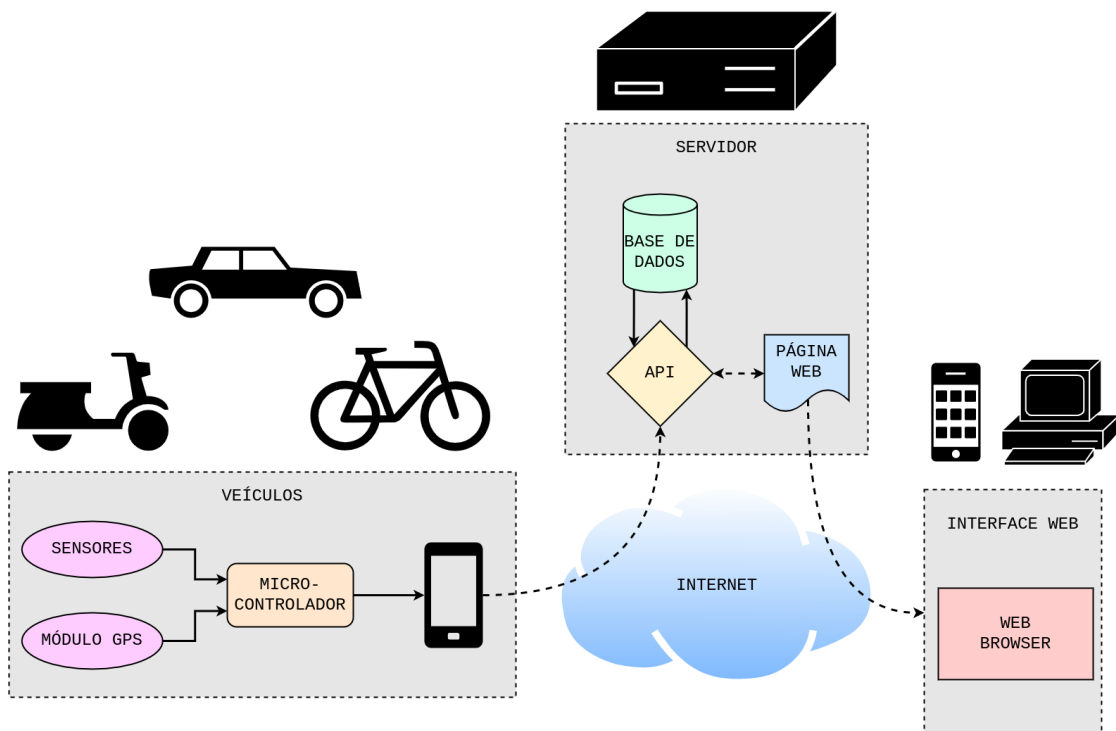 SERVIDOR
BASE DE
DADOS
API
PÁGINA
WEB
VEÍCULOS
SENSORES
MÓDULO GPS
MICRO-
CONTROLADOR
INTERNET
INTERFACE WEB
WEB
BROWSER